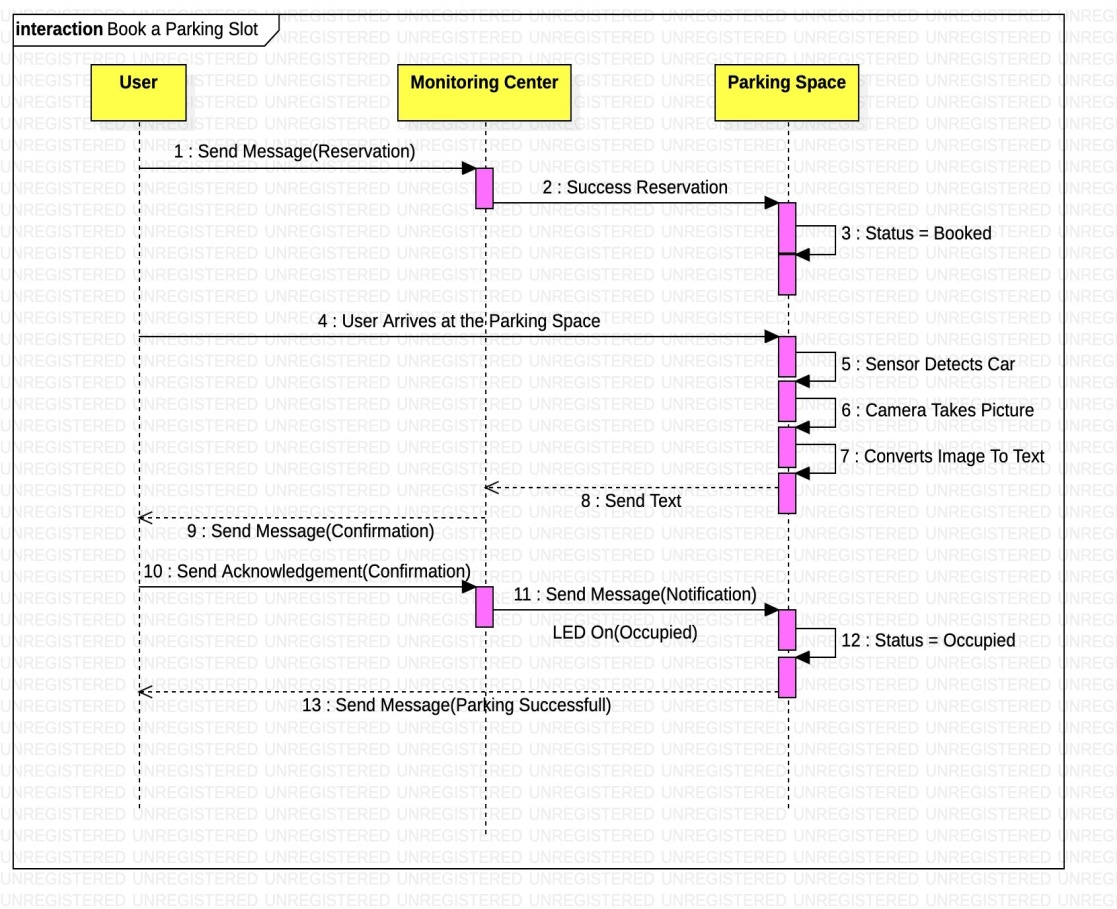 interaction Book a Parking Slot
User
Monitoring Center
Parking Space
1 : Send Message(Reservation)
2 : Success Reservation
3 : Status = Booked
4 : User Arrives at the Parking Space
5 : Sensor Detects Car
6 : Camera Takes Picture
7 : Converts Image To Text
8 : Send Text
9 : Send Message(Confirmation)
10 : Send Acknowledgement(Confirmation)
11 : Send Message(Notification)
LED On(Occupied)
12 : Status = Occupied
13 : Send Message(Parking Successfull)
UNREGISTERED